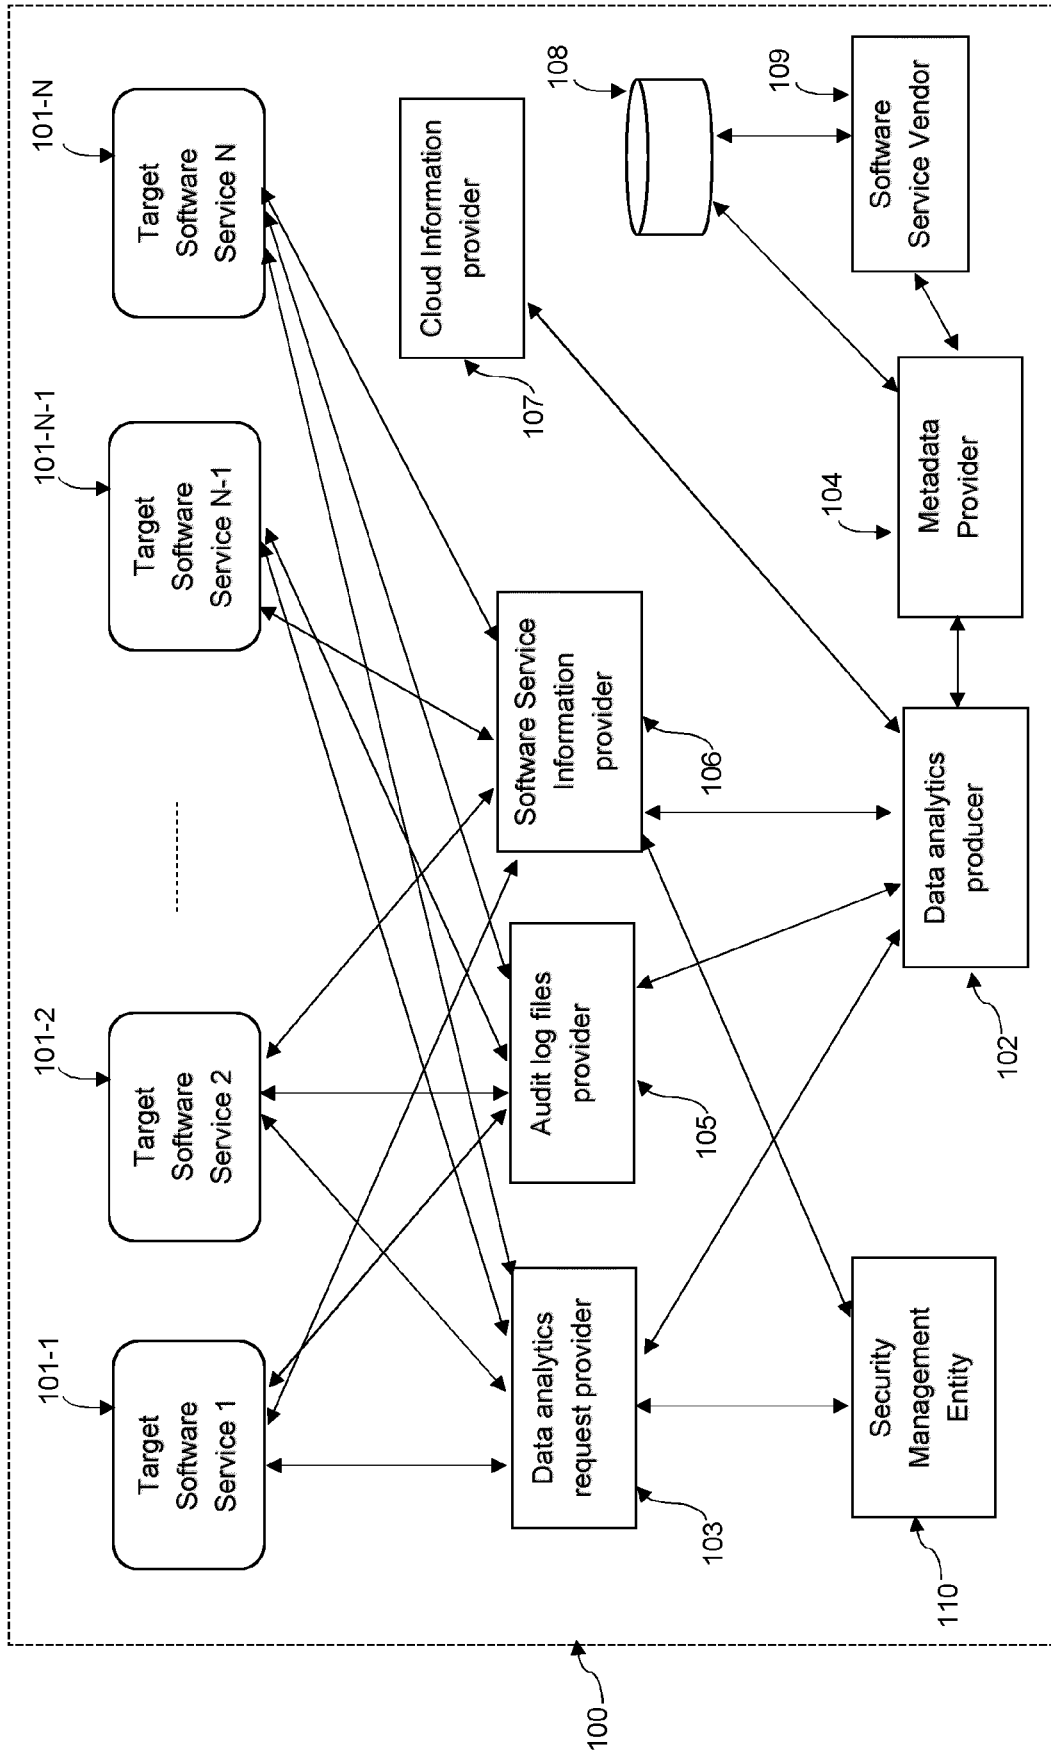 101-1
101-2
101-N-1
101-N
Target
Software
Service 1
Target
Software
Service 2
--------
Target
Software
Service N-1
Target
Software
Service N
Cloud Information
provider
107
Software Service
Information
provider
106
Audit log files
provider
105
Data analytics
request provider
103
108
109
Software
Service Vendor
104
Metadata
Provider
Data analytics
producer
102
Security
Management
Entity
110
100